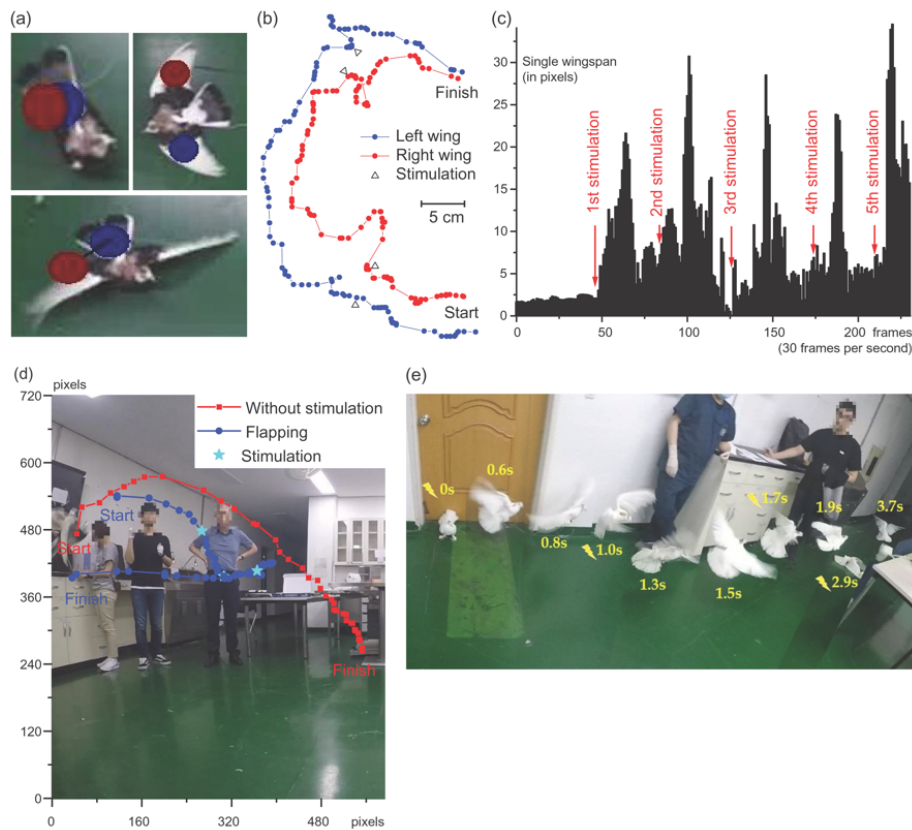 (a)
(b)
Finish
Left wing
Right wing
Stimulation
5 cm
Start
(c)
Single wingspan
(in pixels)
35
30
25
20
15
10
5
0
1st stimulation
2nd stimulation
3rd stimulation
4th stimulation
5th stimulation
0 50 100 150 200 frames
(30 frames per second)
(d)
pixels
720
600
480
360
240
120
0
Without stimulation
Flapping
Stimulation
Start
Start
Finish
Finish
0 160 320 480
pixels
(e)
0s
0.6s
0.8s
1.0s
1.3s
1.5s
1.7s
1.9s
2.9s
3.7s